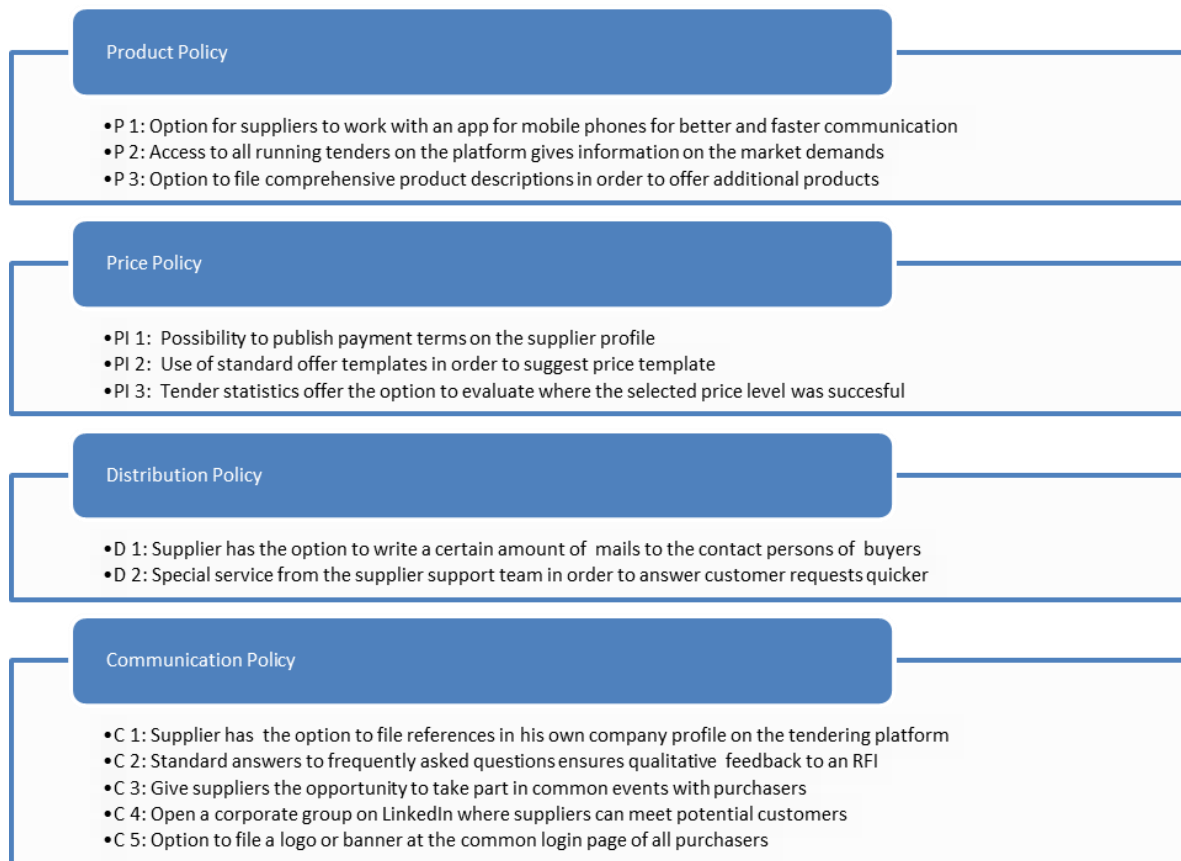 Product Policy
•P 1: Option for suppliers to work with an app for mobile phones for better and faster communication
•P 2: Access to all running tenders on the platform gives information on the market demands
•P 3: Option to file comprehensive product descriptions in order to offer additional products
Price Policy
•PI 1: Possibility to publish payment terms on the supplier profile
•PI 2: Use of standard offer templates in order to suggest price template
•PI 3: Tender statistics offer the option to evaluate where the selected price level was succesful
Distribution Policy
•D 1: Supplier has the option to write a certain amount of mails to the contact persons of buyers
•D 2: Special service from the supplier support team in order to answer customer requests quicker
Communication Policy
•C 1: Supplier has the option to file references in his own company profile on the tendering platform
•C 2: Standard answers to frequently asked questions ensures qualitative feedback to an RFI
•C 3: Give suppliers the opportunity to take part in common events with purchasers
•C 4: Open a corporate group on LinkedIn where suppliers can meet potential customers
•C 5: Option to file a logo or banner at the common login page of all purchasers